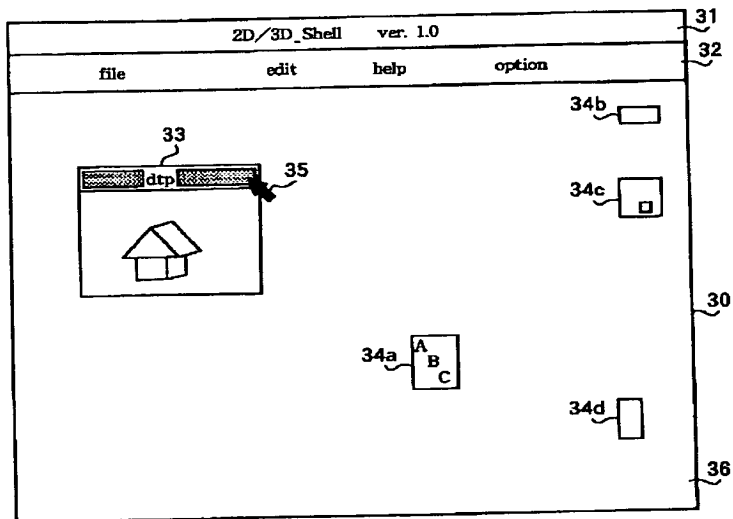 2D/3D_Shell ver. 1.0 31
file edit help option 32
34b
33
dtp 35
34c
30
34a A
B
C
34d
36